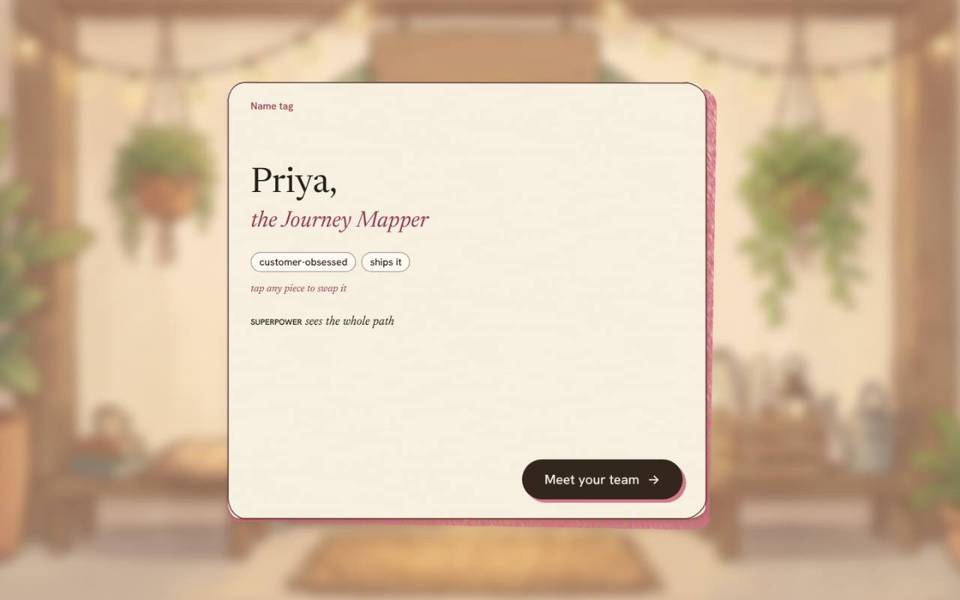 Name tag
Priya,
the Journey Mapper
customer-obsessed ships it
tap any piece to swap it
SUPERPOWER sees the whole path
Meet your team →